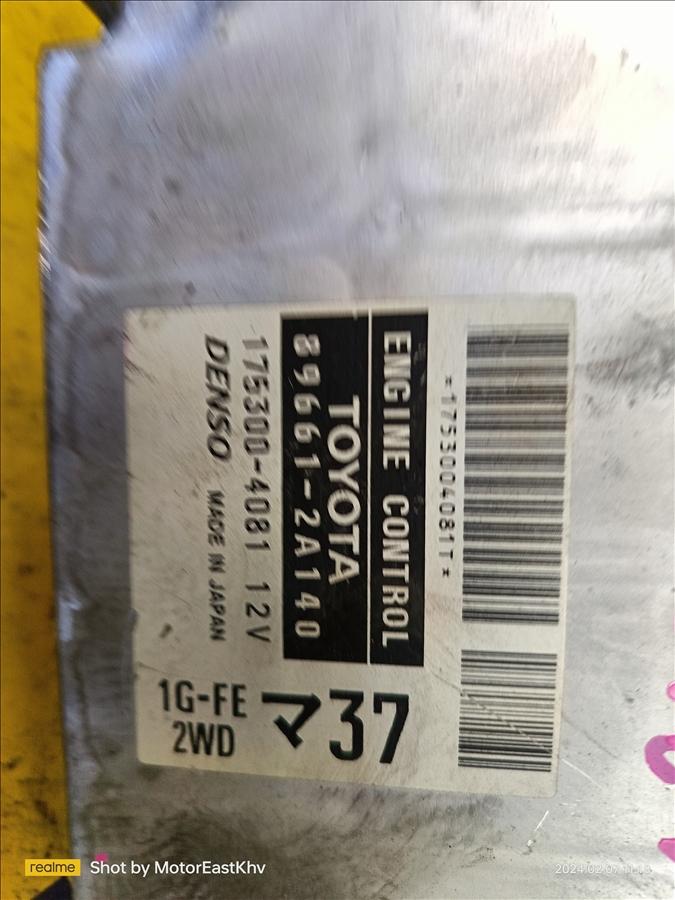 *1753004081T*
ENGINE CONTROL
TOYOTA
89661-2A140
175300-4081 12V
DENSO MADE IN JAPAN
マ37
1G-FE
2WD
realme Shot by MotorEastKhv